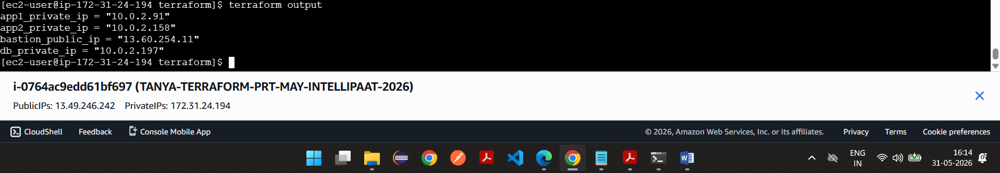 [ec2-user@ip-172-31-24-194 terraform]$ terraform output
app1_private_ip = "10.0.2.91"
app2_private_ip = "10.0.2.158"
bastion_public_ip = "13.60.254.11"
db_private_ip = "10.0.2.197"
[ec2-user@ip-172-31-24-194 terraform]$
i-0764ac9edd61bf697 (TANYA-TERRAFORM-PRT-MAY-INTELLIPAAT-2026)
PublicIPs: 13.49.246.242 PrivateIPs: 172.31.24.194
CloudShell Feedback Console Mobile App © 2026, Amazon Web Services, Inc. or its affiliates. Privacy Terms Cookie preferences
ENG 16:14
IN 31-05-2026